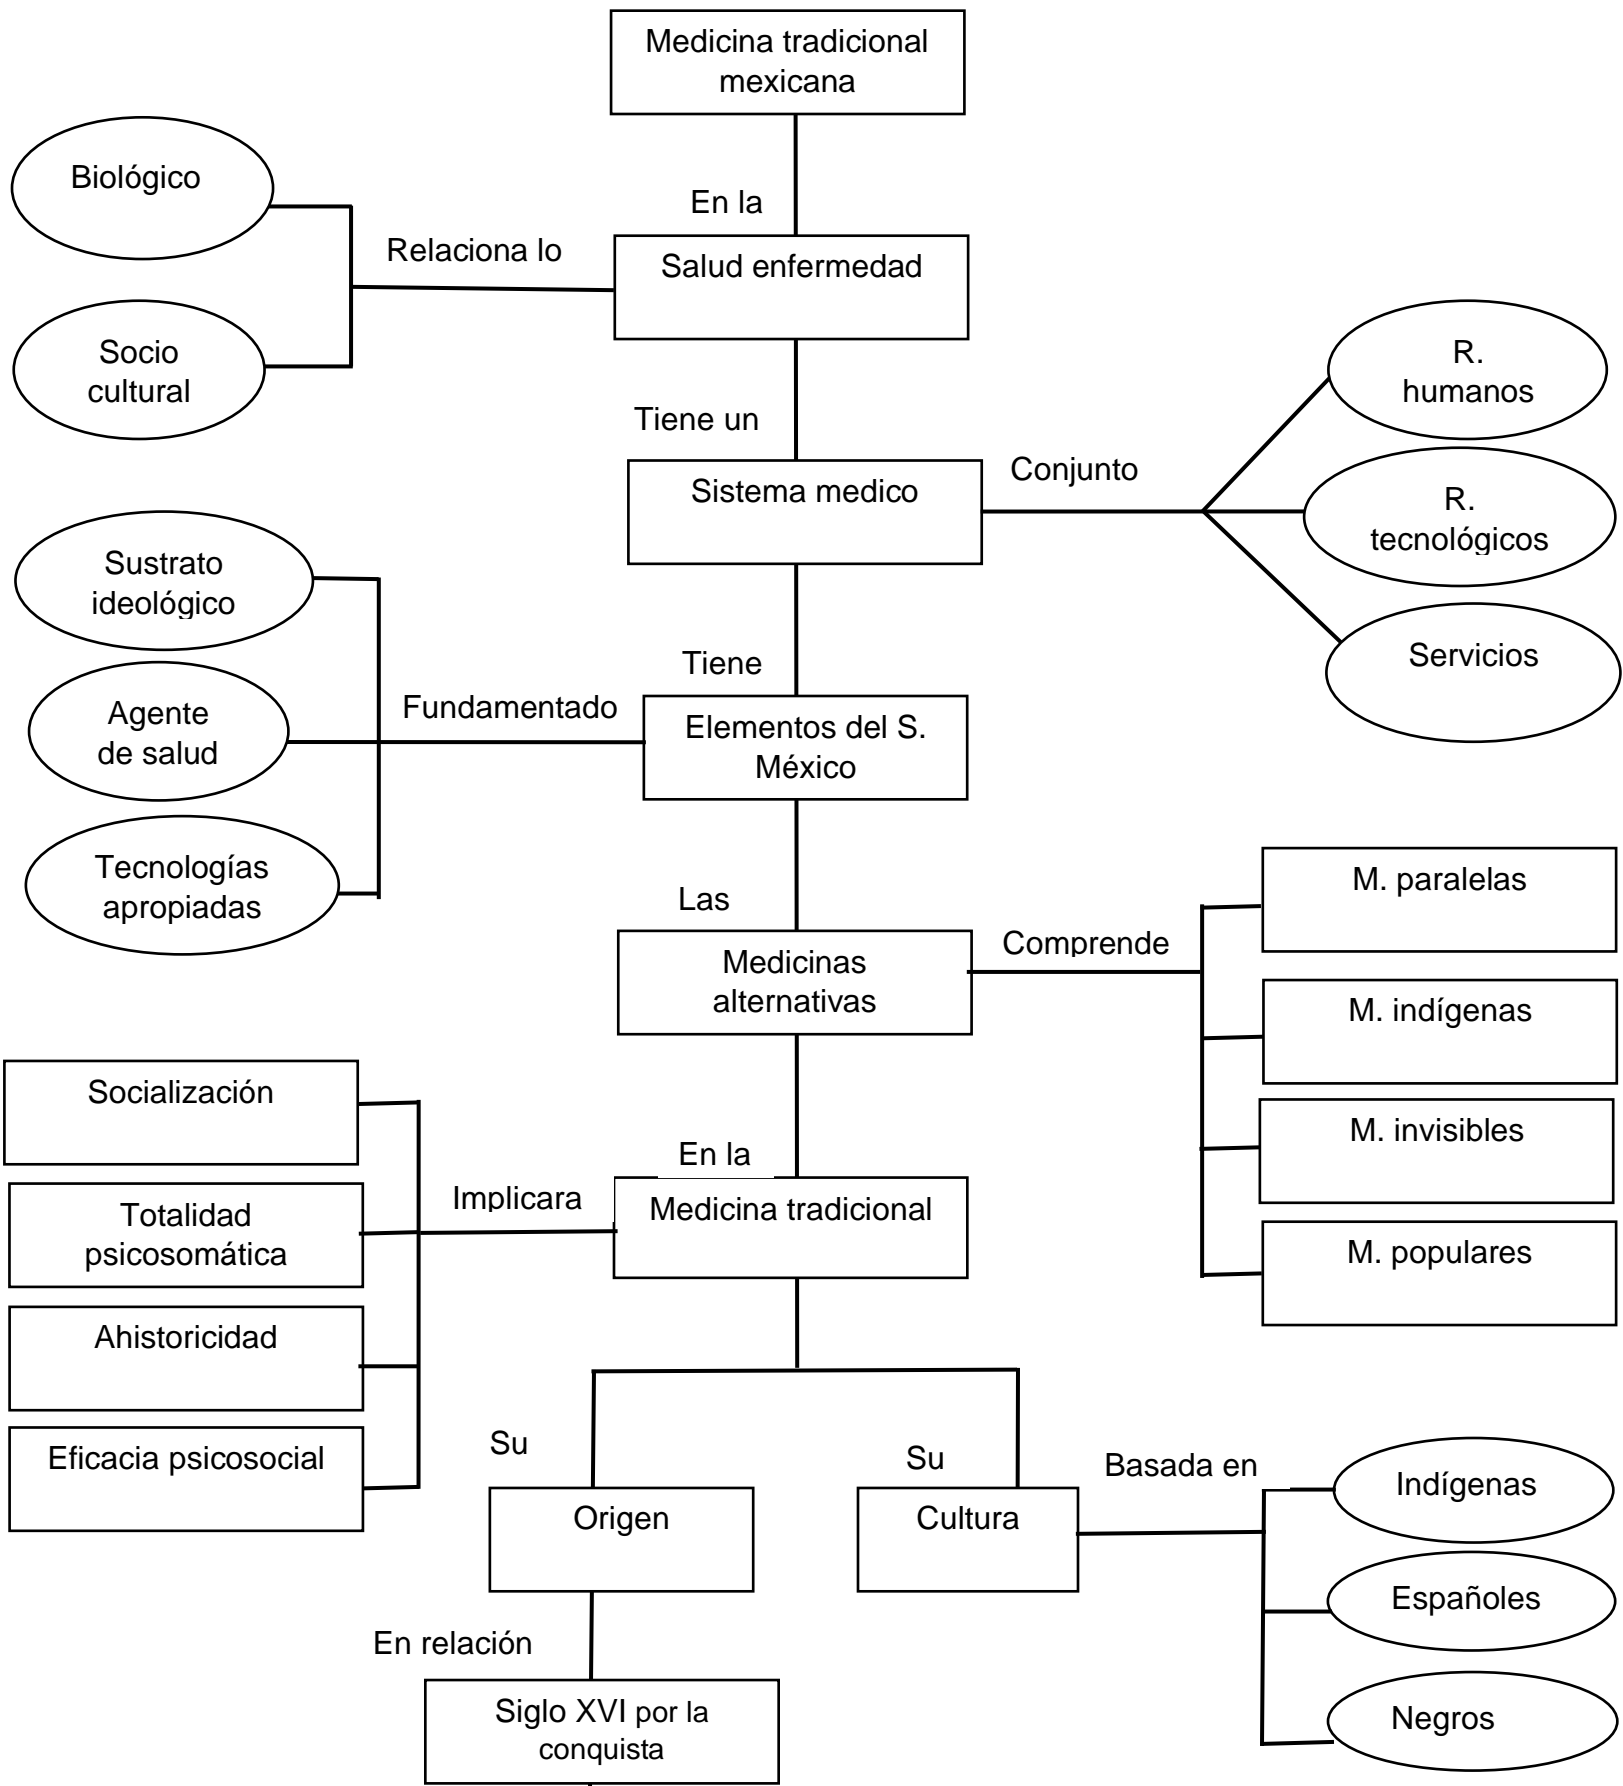 Medicina tradicional
mexicana
Biológico
En la
Relaciona lo
Salud enfermedad
Socio
cultural
R.
humanos
Tiene un
Conjunto
Sistema medico
R.
tecnológicos
Sustrato
ideológico
Tiene
Servicios
Fundamentado
Agente
de salud
Elementos del S.
México
Tecnologías
apropiadas
Las
M. paralelas
Comprende
Medicinas
alternativas
M. indígenas
Socialización
M. invisibles
En la
Implicara
Medicina tradicional
Totalidad
psicosomática
M. populares
Ahistoricidad
Eficacia psicosocial
Su
Su
Basada en
Indígenas
Origen
Cultura
Españoles
En relación
Siglo XVI por la
conquista
Negros